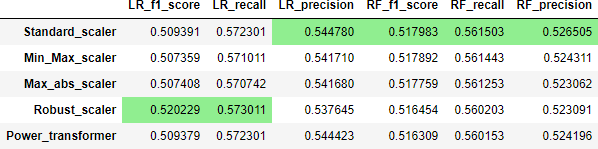 LR_f1_score LR_recall LR_precision RF_f1_score RF_recall RF_precision
Standard_scaler 0.509391 0.572301 0.544780 0.517983 0.561503 0.526505
Min_Max_scaler 0.507359 0.571011 0.541710 0.517892 0.561443 0.524311
Max_abs_scaler 0.507408 0.570742 0.541680 0.517759 0.561253 0.523062
Robust_scaler 0.520229 0.573011 0.537645 0.516454 0.560203 0.523091
Power_transformer 0.509379 0.572301 0.544423 0.516309 0.560153 0.524196